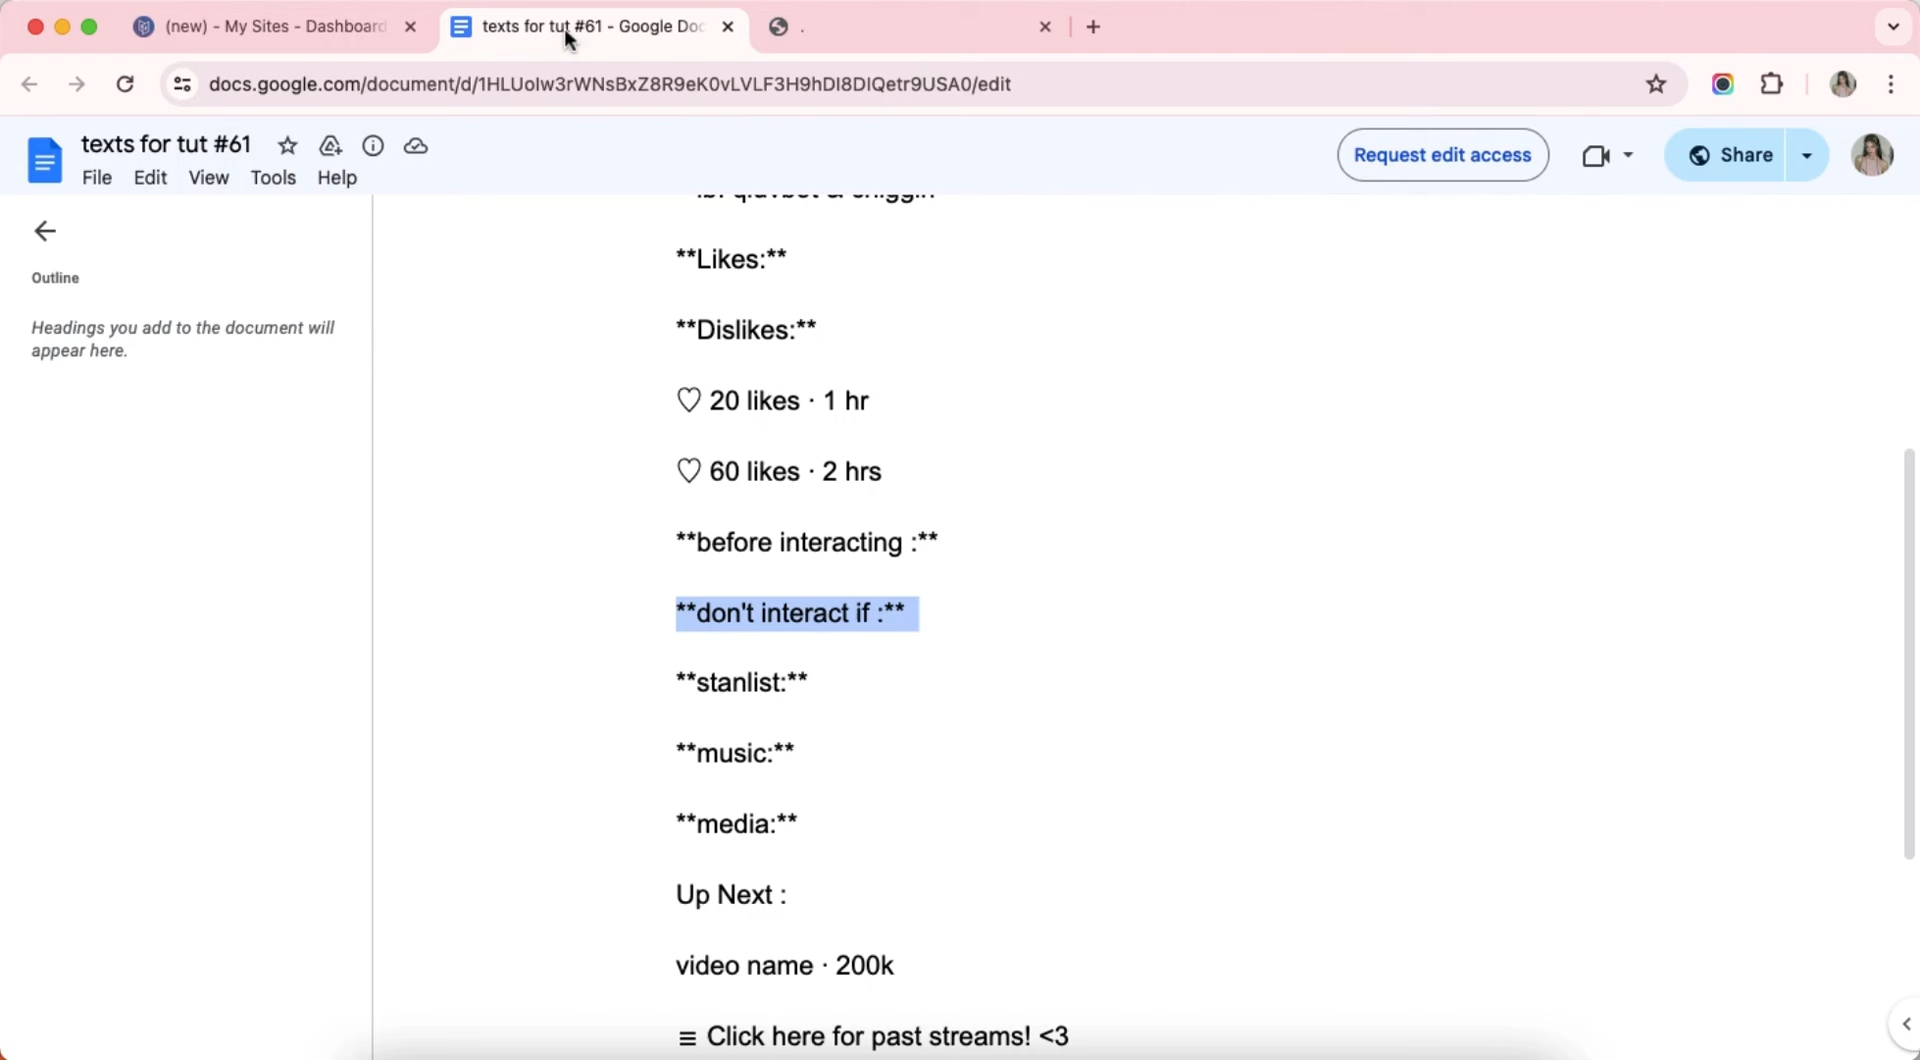 (new) - My Sites - Dashboard
texts for tut #61 - Google Doc
.
docs.google.com/document/d/1HLUoIw3rWNsBxZ8R9eK0vLVLF3H9hDI8DIQetr9USA0/edit
texts for tut #61
File Edit View Tools Help
Request edit access
Share
Outline
Headings you add to the document will
appear here.
**Likes:**
**Dislikes:**
♡ 20 likes · 1 hr
♡ 60 likes · 2 hrs
**before interacting :**
**don't interact if :**
**stanlist:**
**music:**
**media:**
Up Next :
video name · 200k
≡ Click here for past streams! <3